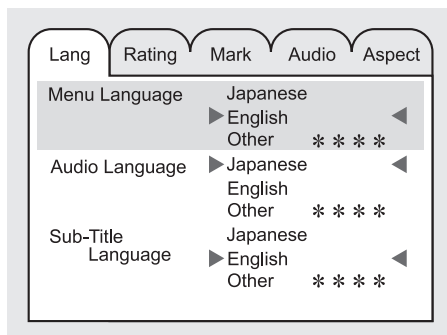 Lang Rating Mark Audio Aspect
Menu Language Japanese
English
Other ****
Audio Language Japanese
English
Other ****
Sub-Title Japanese
Language English
Other ****